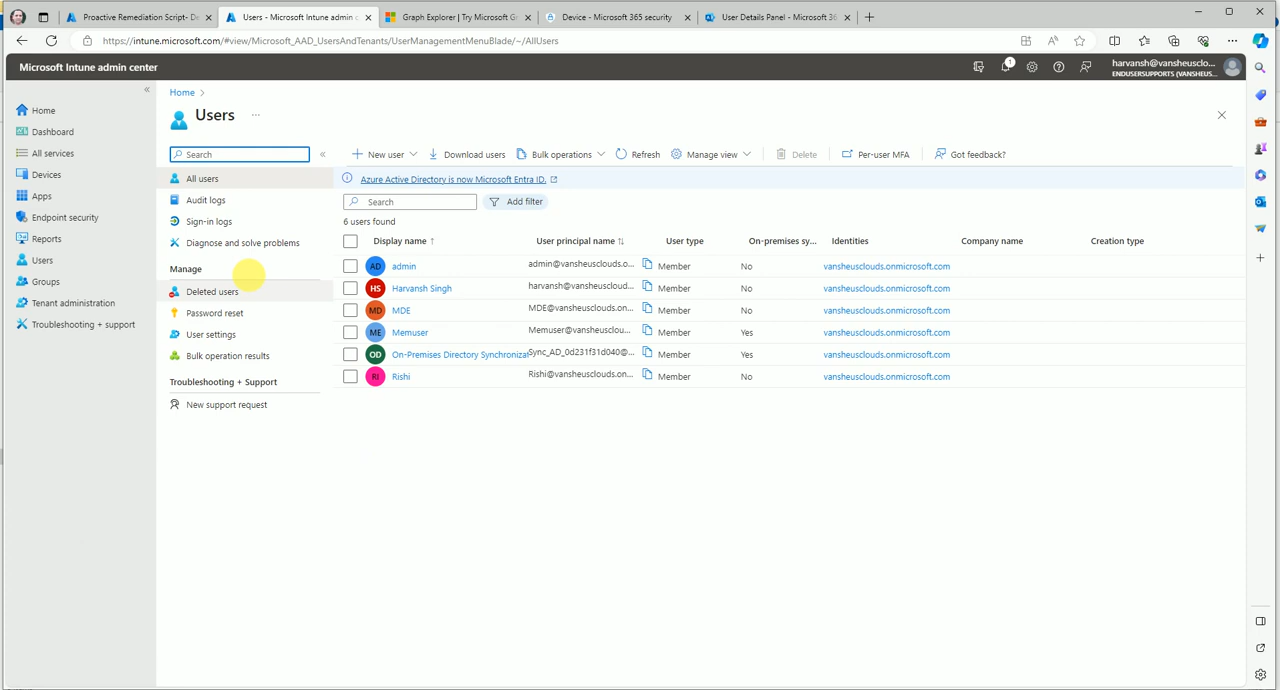 Proactive Remediation Script- De
Users - Microsoft Intune admin c
Graph Explorer | Try Microsoft Gr
Device - Microsoft 365 security
User Details Panel - Microsoft 36
https://intune.microsoft.com/#view/Microsoft_AAD_UsersAndTenants/UserManagementMenuBlade/~/AllUsers
Microsoft Intune admin center
1
harvansh@vansheusclo...
ENDUSERSUPPORTS (VANSHEUS...
Home
Dashboard
All services
Devices
Apps
Endpoint security
Reports
Users
Groups
Tenant administration
Troubleshooting + support
Home >
Users ...
Search
All users
Audit logs
Sign-in logs
Diagnose and solve problems
Manage
Deleted users
Password reset
User settings
Bulk operation results
Troubleshooting + Support
New support request
New user Download users Bulk operations Refresh Manage view Delete Per-user MFA Got feedback?
Azure Active Directory is now Microsoft Entra ID.
Search Add filter
6 users found
Display name ↑ User principal name ↑↓ User type On-premises sy... Identities Company name Creation type
AD admin admin@vansheusclouds.o... Member No vansheusclouds.onmicrosoft.com
HS Harvansh Singh harvansh@vansheuscloud... Member No vansheusclouds.onmicrosoft.com
MD MDE MDE@vansheusclouds.on... Member No vansheusclouds.onmicrosoft.com
ME Memuser Memuser@vansheusclou... Member Yes vansheusclouds.onmicrosoft.com
OD On-Premises Directory Synchronizat Sync_AD_0d231f31d040@... Member Yes vansheusclouds.onmicrosoft.com
RI Rishi Rishi@vansheusclouds.on... Member No vansheusclouds.onmicrosoft.com